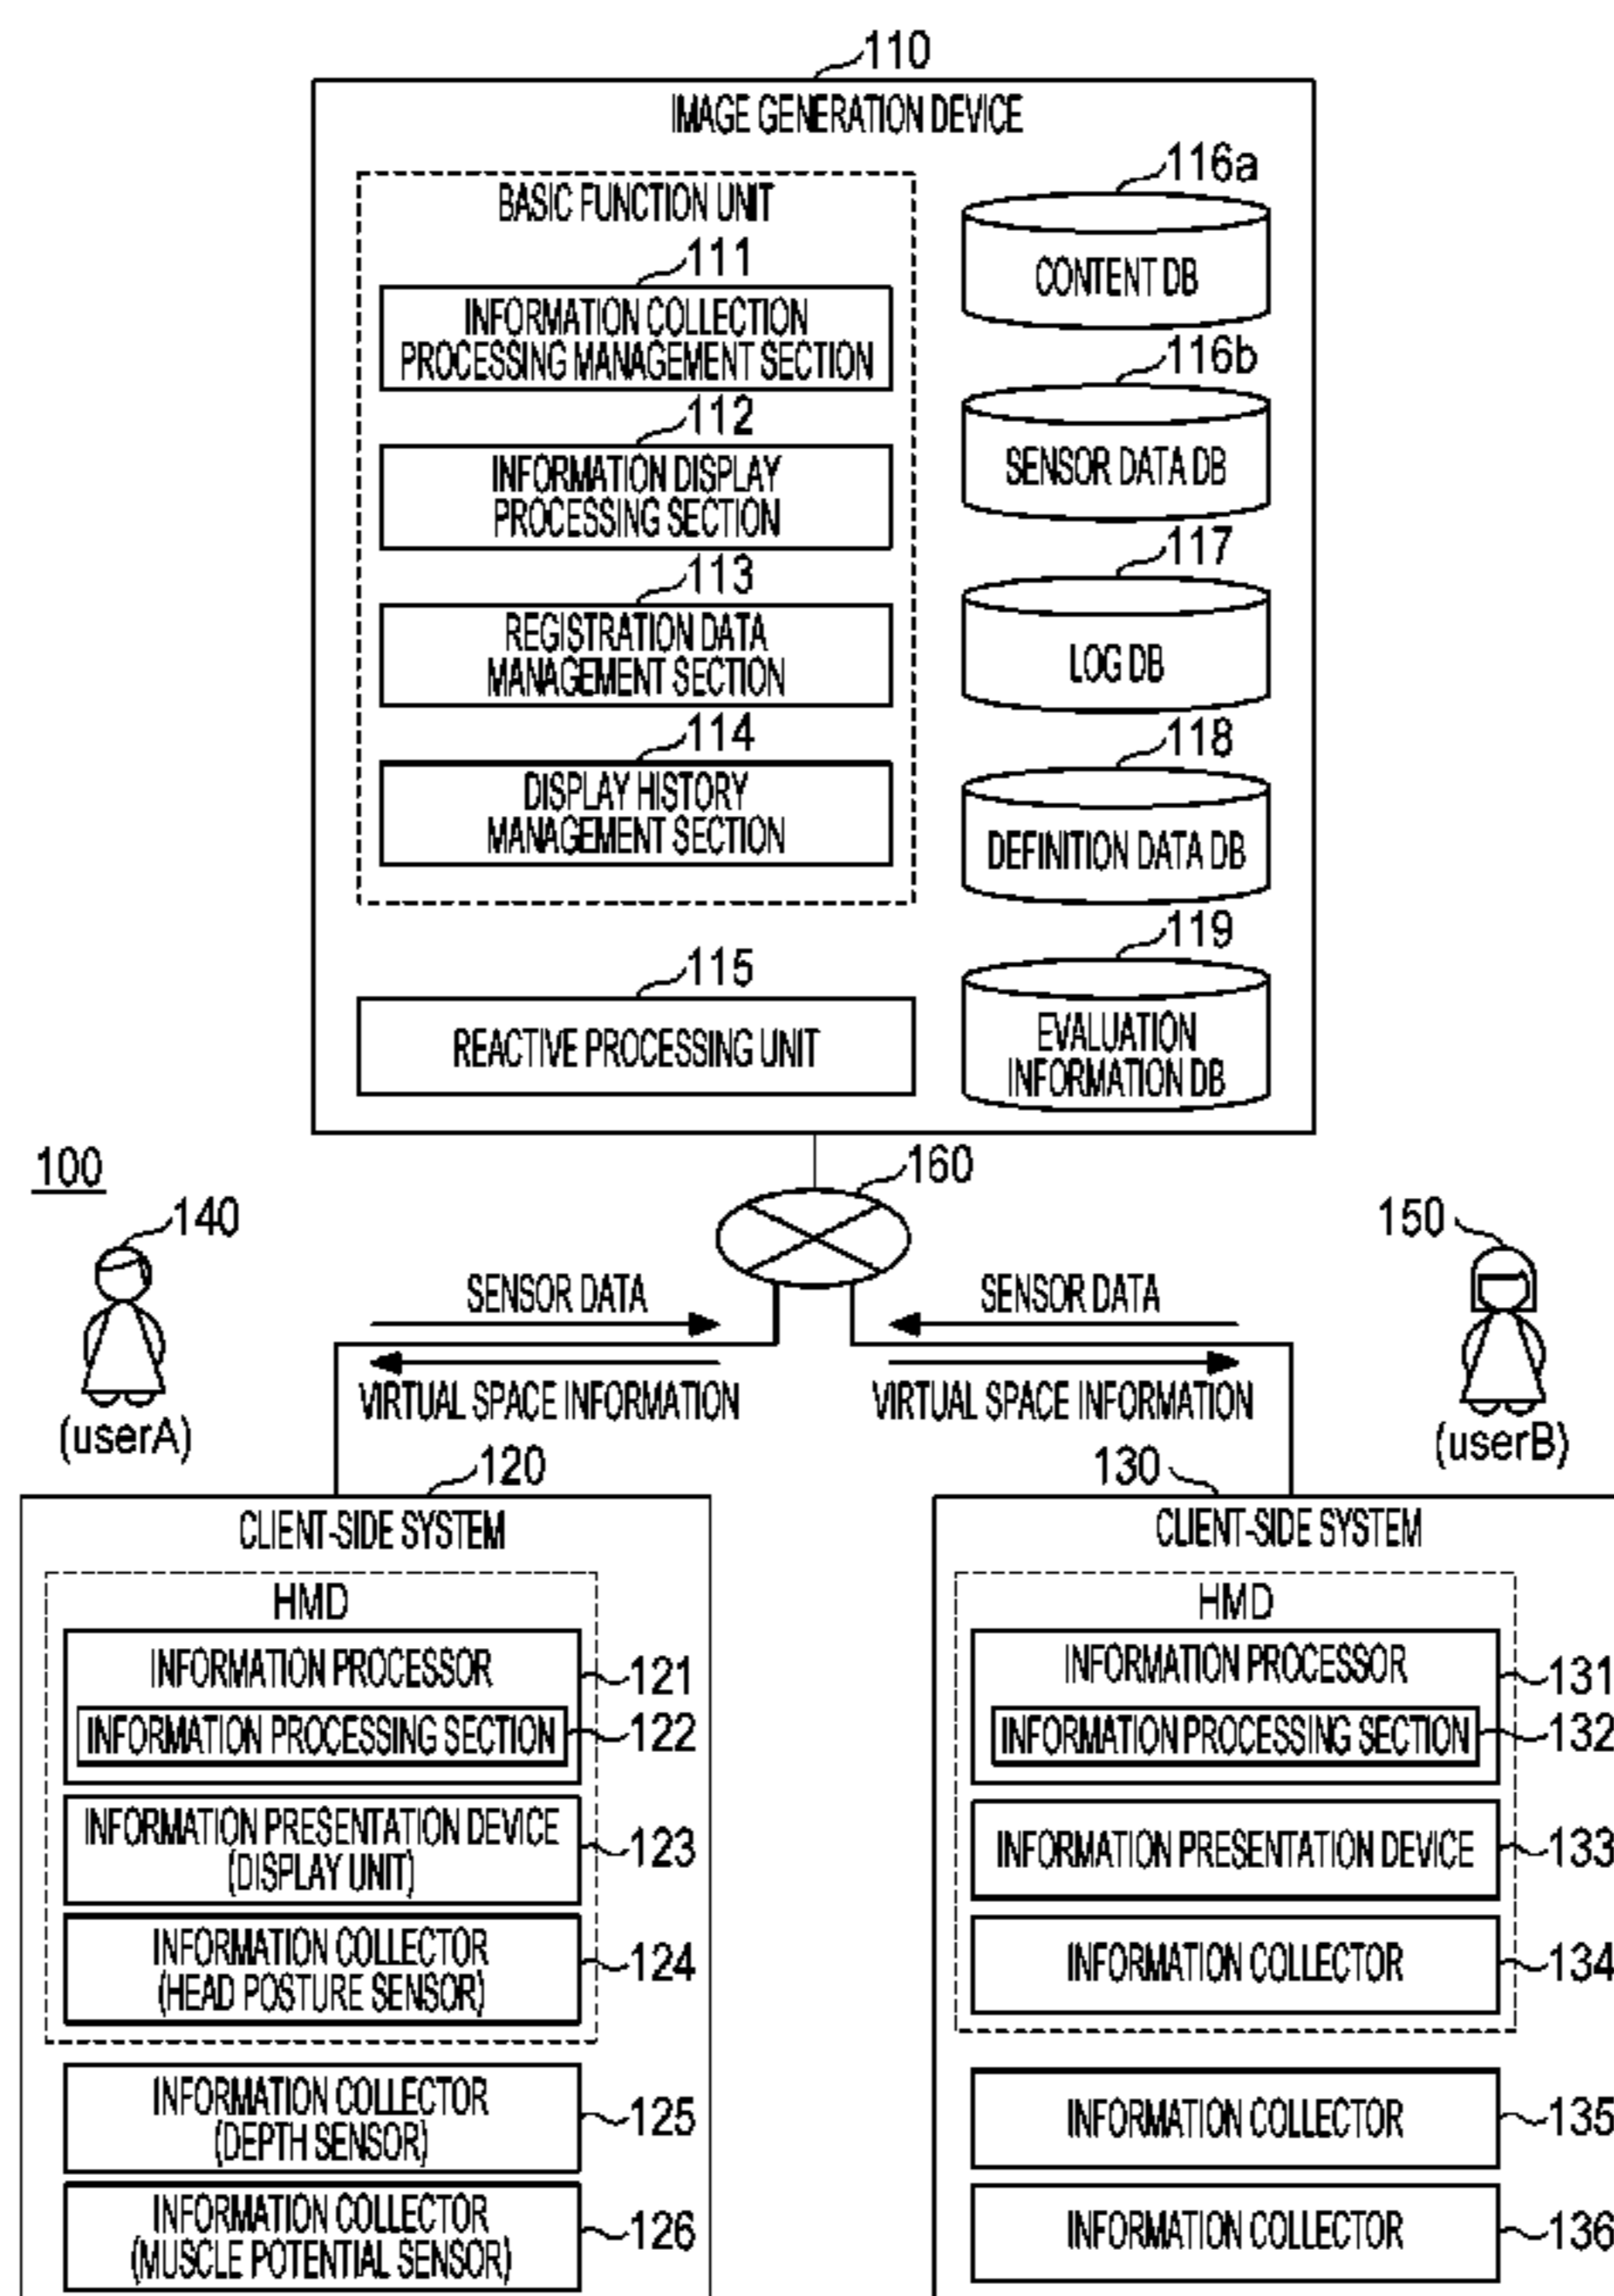 110
IMAGE GENERATION DEVICE
BASIC FUNCTION UNIT
111
INFORMATION COLLECTION
PROCESSING MANAGEMENT SECTION
112
INFORMATION DISPLAY
PROCESSING SECTION
113
REGISTRATION DATA
MANAGEMENT SECTION
114
DISPLAY HISTORY
MANAGEMENT SECTION
115
REACTIVE PROCESSING UNIT
116a
CONTENT DB
116b
SENSOR DATA DB
117
LOG DB
118
DEFINITION DATA DB
119
EVALUATION
INFORMATION DB
100
160
140
(userA)
150
(userB)
SENSOR DATA
VIRTUAL SPACE INFORMATION
SENSOR DATA
VIRTUAL SPACE INFORMATION
120
CLIENT-SIDE SYSTEM
HMD
INFORMATION PROCESSOR
121
INFORMATION PROCESSING SECTION
122
INFORMATION PRESENTATION DEVICE
(DISPLAY UNIT)
123
INFORMATION COLLECTOR
(HEAD POSTURE SENSOR)
124
INFORMATION COLLECTOR
(DEPTH SENSOR)
125
INFORMATION COLLECTOR
(MUSCLE POTENTIAL SENSOR)
126
130
CLIENT-SIDE SYSTEM
HMD
INFORMATION PROCESSOR
131
INFORMATION PROCESSING SECTION
132
INFORMATION PRESENTATION DEVICE
133
INFORMATION COLLECTOR
134
INFORMATION COLLECTOR
135
INFORMATION COLLECTOR
136